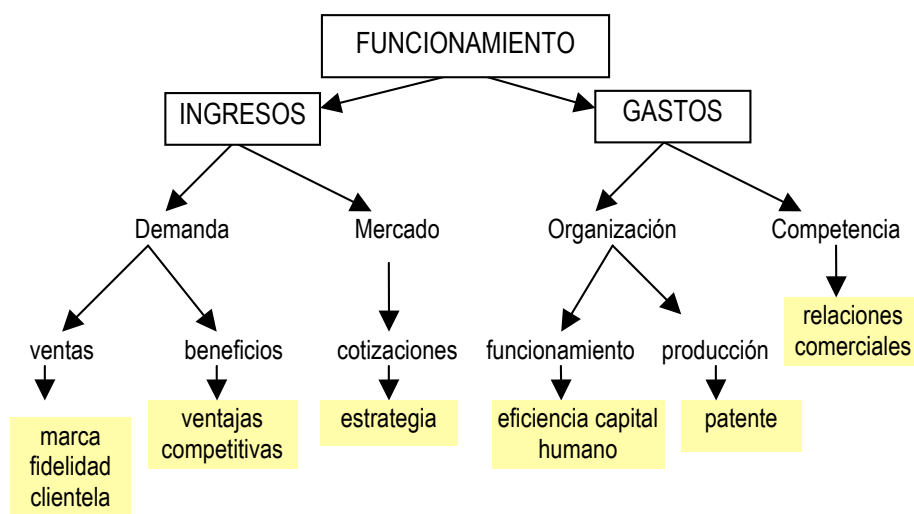 FUNCIONAMIENTO
INGRESOS
GASTOS
Demanda
Mercado
Organización
Competencia
ventas
beneficios
cotizaciones
funcionamiento
producción
relaciones
comerciales
marca
fidelidad
clientela
ventajas
competitivas
estrategia
eficiencia capital
humano
patente